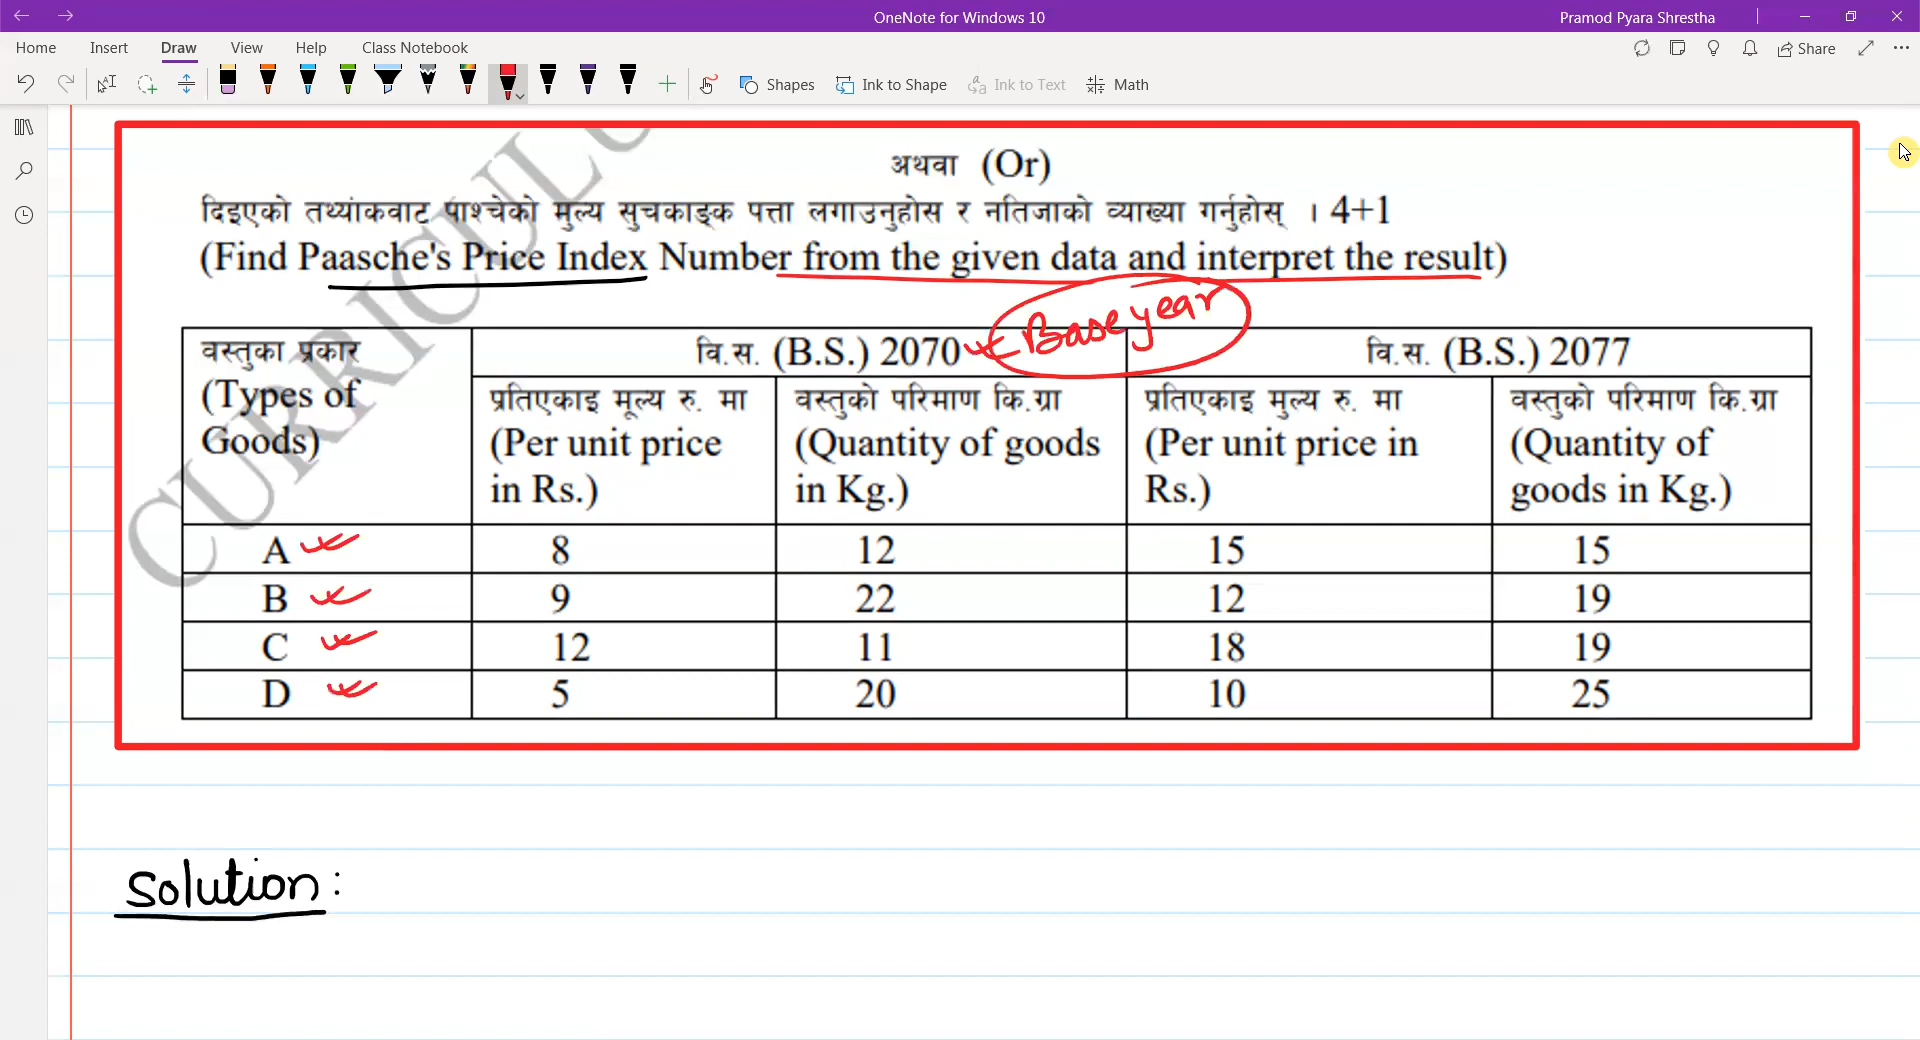 OneNote for Windows 10
Pramod Pyara Shrestha
Home Insert Draw View Help Class Notebook
Share
Shapes Ink to Shape Ink to Text Math
CURRICULU
अथवा (Or)
दिइएको तथ्यांकवाट पाश्चेको मुल्य सुचकाङ्क पत्ता लगाउनुहोस र नतिजाको व्याख्या गर्नुहोस् । 4+1
(Find Paasche's Price Index Number from the given data and interpret the result)
Base year
वस्तुका प्रकार (Types of Goods)
वि.स. (B.S.) 2070
वि.स. (B.S.) 2077
प्रतिएकाइ मूल्य रु. मा (Per unit price in Rs.)
वस्तुको परिमाण कि.ग्रा (Quantity of goods in Kg.)
प्रतिएकाइ मुल्य रु. मा (Per unit price in Rs.)
वस्तुको परिमाण कि.ग्रा (Quantity of goods in Kg.)
A 8 12 15 15
B 9 22 12 19
C 12 11 18 19
D 5 20 10 25
Solution: